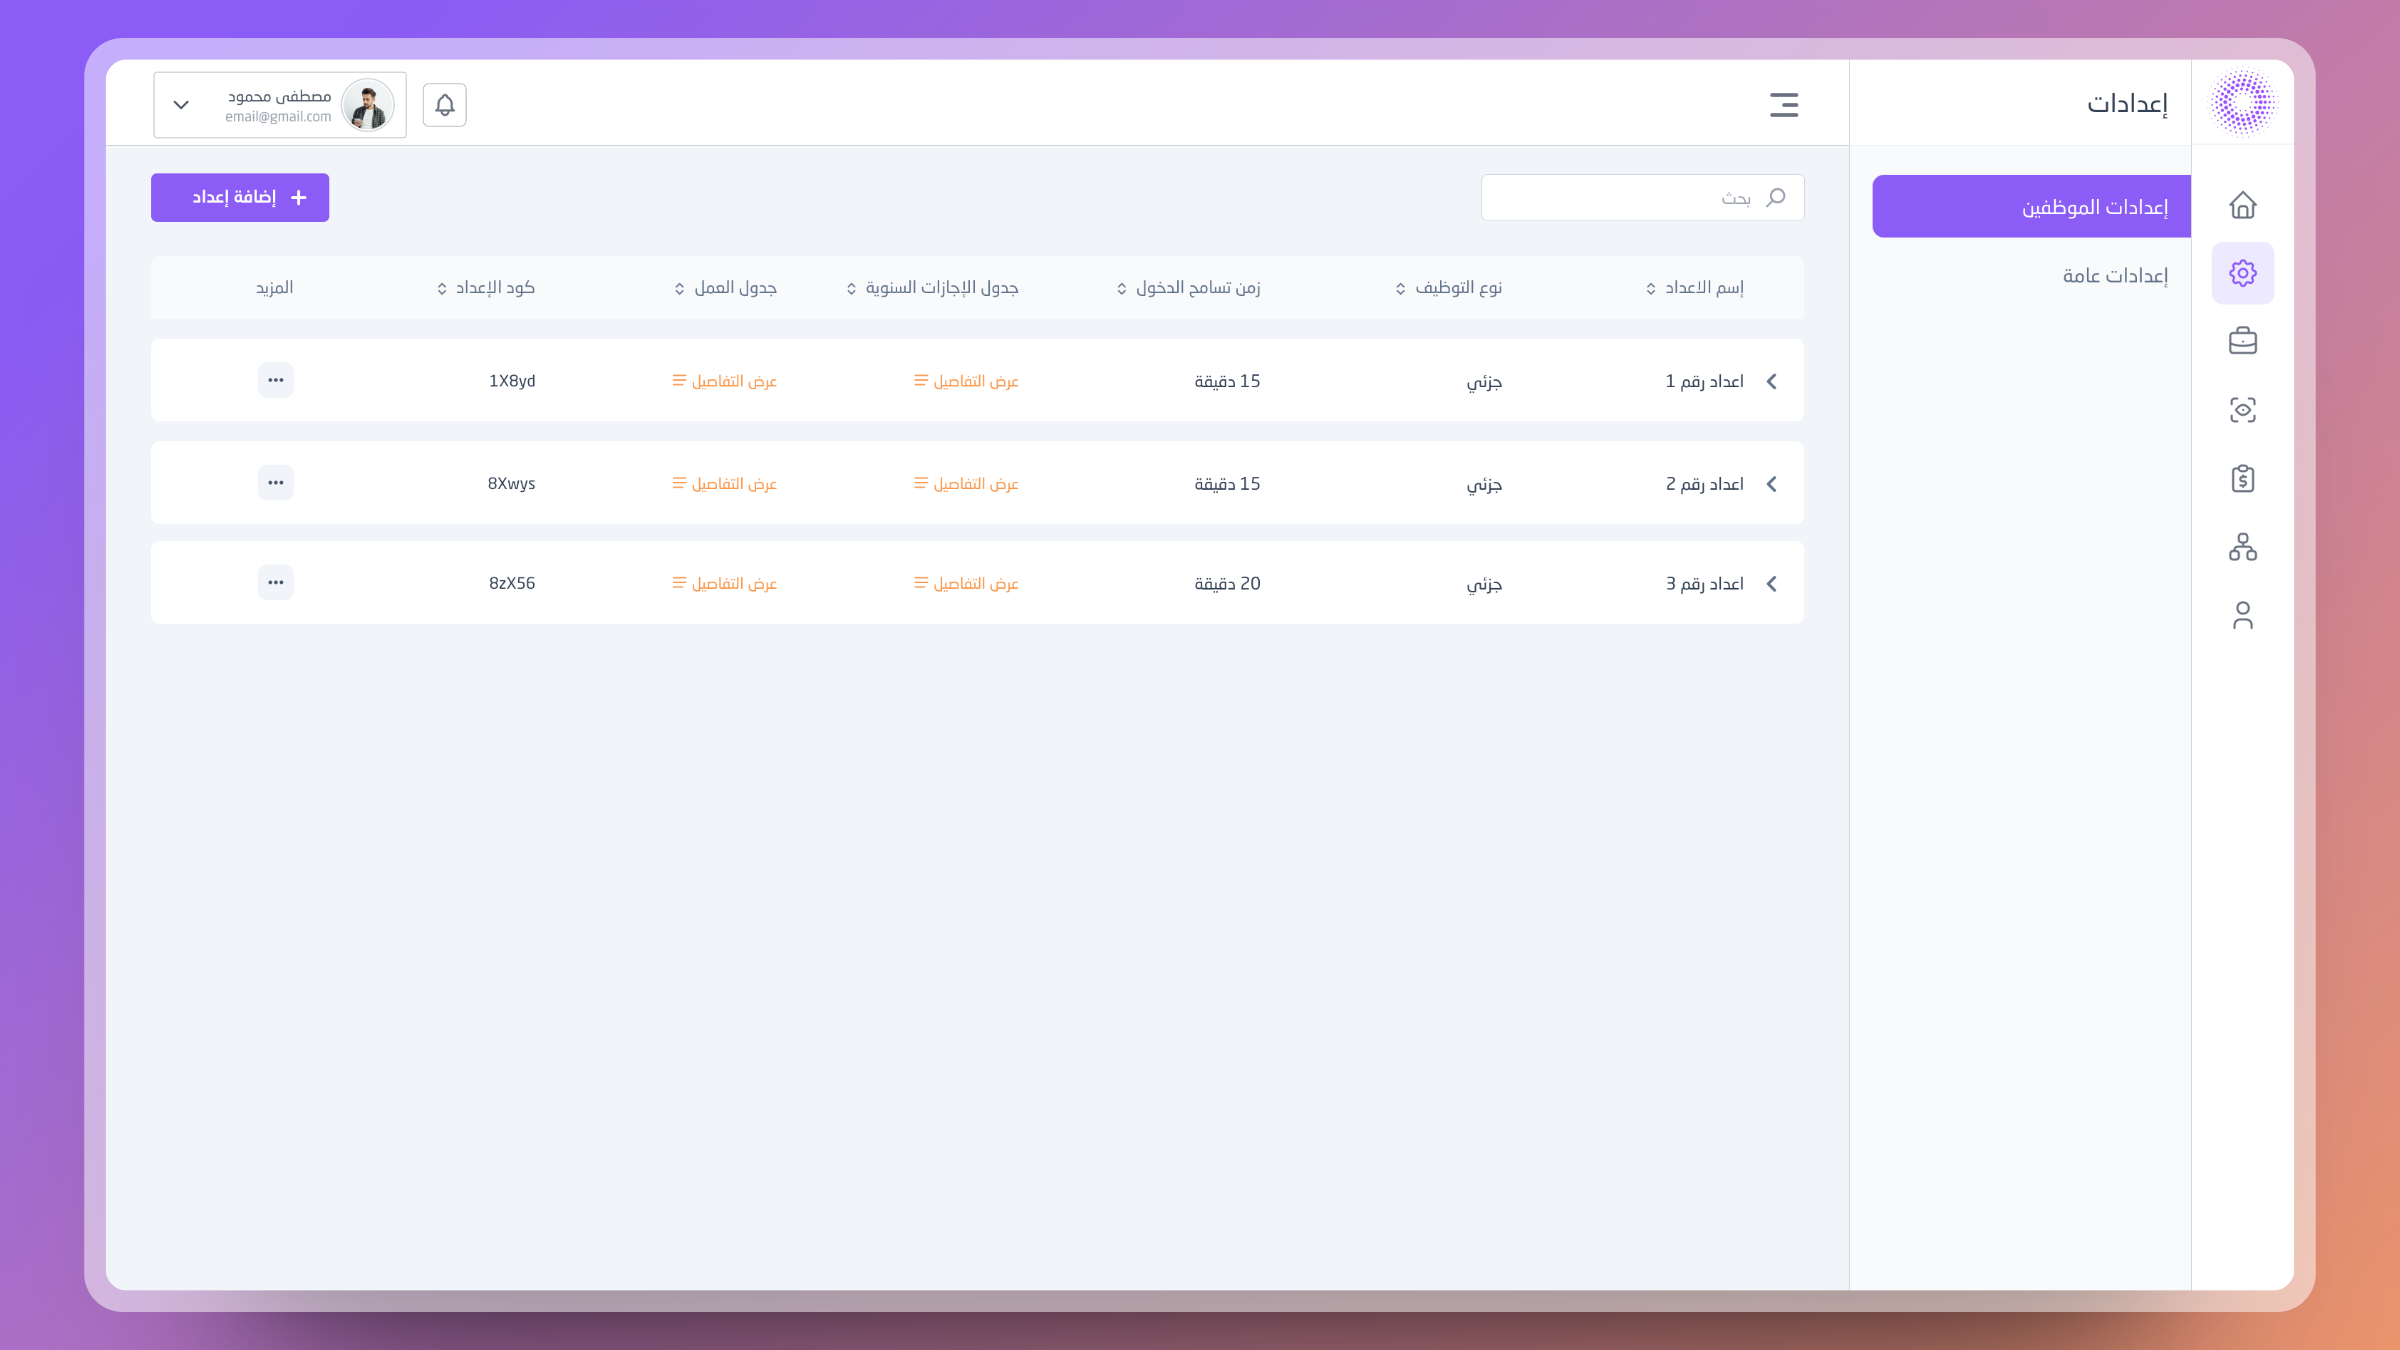 إعدادات
إعدادات الموظفين
إعدادات عامة
مصطفى محمود
email@gmail.com
بحث
إضافة إعداد
إسم الاعداد نوع التوظيف زمن تسامح الدخول جدول الإجازات السنوية جدول العمل كود الإعداد المزيد
اعداد رقم 1 جزئي 15 دقيقة عرض التفاصيل عرض التفاصيل 1X8yd
اعداد رقم 2 جزئي 15 دقيقة عرض التفاصيل عرض التفاصيل 8Xwys
اعداد رقم 3 جزئي 20 دقيقة عرض التفاصيل عرض التفاصيل 8zX56